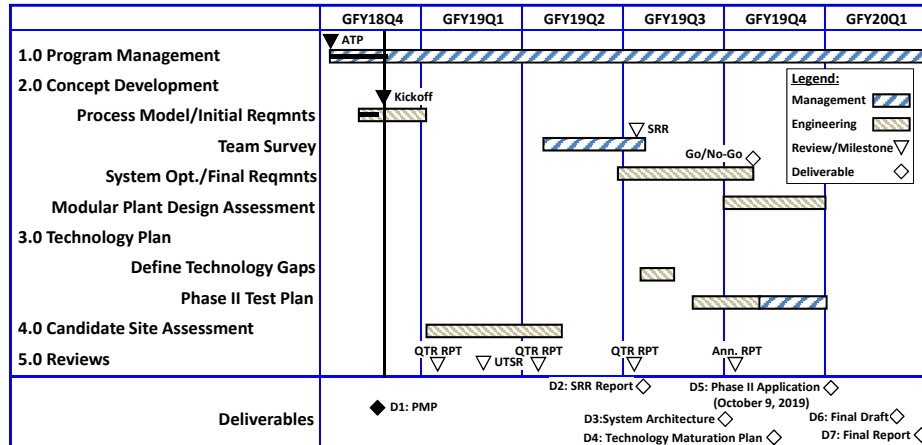 GFY18Q4 GFY19Q1 GFY19Q2 GFY19Q3 GFY19Q4 GFY20Q1
ATP
1.0 Program Management
2.0 Concept Development
Legend:
Management
Engineering
Review/Milestone
Deliverable
Kickoff
Process Model/Initial Reqmnts
SRR
Team Survey
Go/No-Go
System Opt./Final Reqmnts
Modular Plant Design Assessment
3.0 Technology Plan
Define Technology Gaps
Phase II Test Plan
4.0 Candidate Site Assessment
QTR RPT QTR RPT QTR RPT Ann. RPT
5.0 Reviews
UTSR
Deliverables
D1: PMP
D2: SRR Report
D5: Phase II Application
(October 9, 2019)
D3:System Architecture
D6: Final Draft
D4: Technology Maturation Plan
D7: Final Report